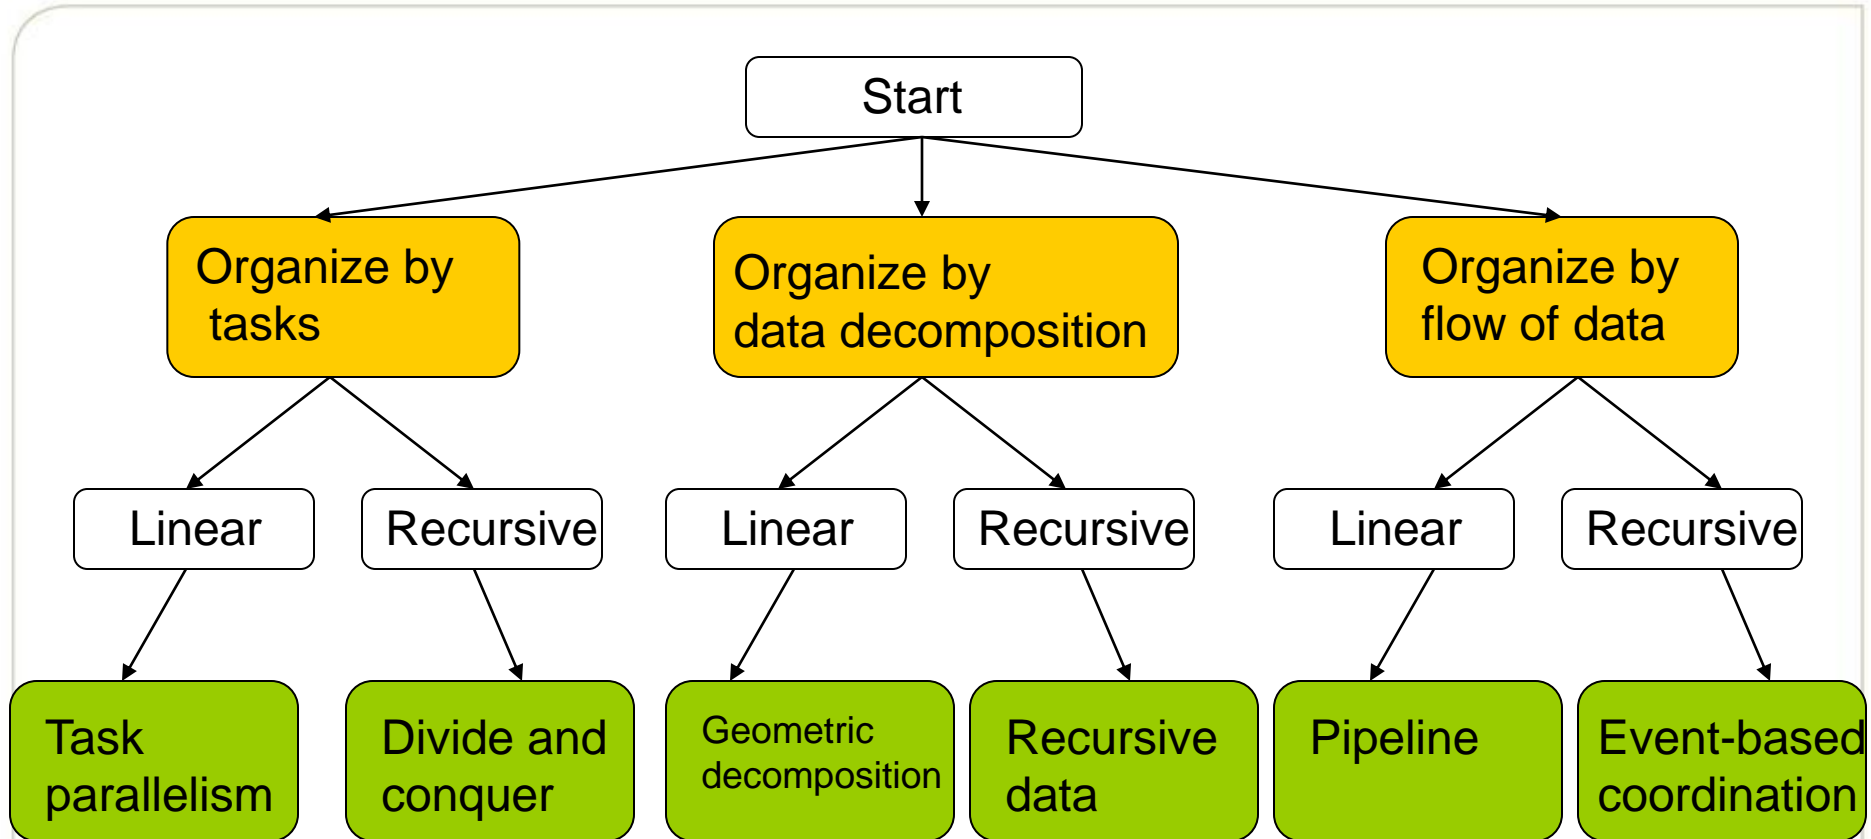 Start
Organize by
tasks
Organize by
data decomposition
Organize by
flow of data
Linear
Recursive
Linear
Recursive
Linear
Recursive
Task
parallelism
Divide and
conquer
Geometric
decomposition
Recursive
data
Pipeline
Event-based
coordination